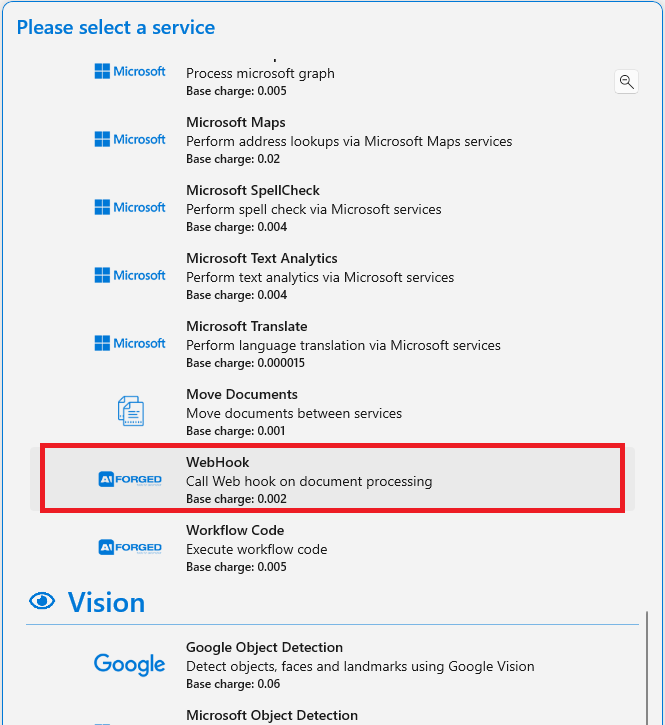 Please select a service
Microsoft
Process microsoft graph
Base charge: 0.005
Microsoft Maps
Microsoft
Perform address lookups via Microsoft Maps services
Base charge: 0.02
Microsoft SpellCheck
Microsoft
Perform spell check via Microsoft services
Base charge: 0.004
Microsoft Text Analytics
Microsoft
Perform text analytics via Microsoft services
Base charge: 0.004
Microsoft Translate
Microsoft
Perform language translation via Microsoft services
Base charge: 0.000015
Move Documents
Move documents between services
Base charge: 0.001
WebHook
AI FORGED
Call Web hook on document processing
Base charge: 0.002
Workflow Code
AI FORGED
Execute workflow code
Base charge: 0.005
Vision
Google Object Detection
Google
Detect objects, faces and landmarks using Google Vision
Base charge: 0.06
Microsoft Object Detection